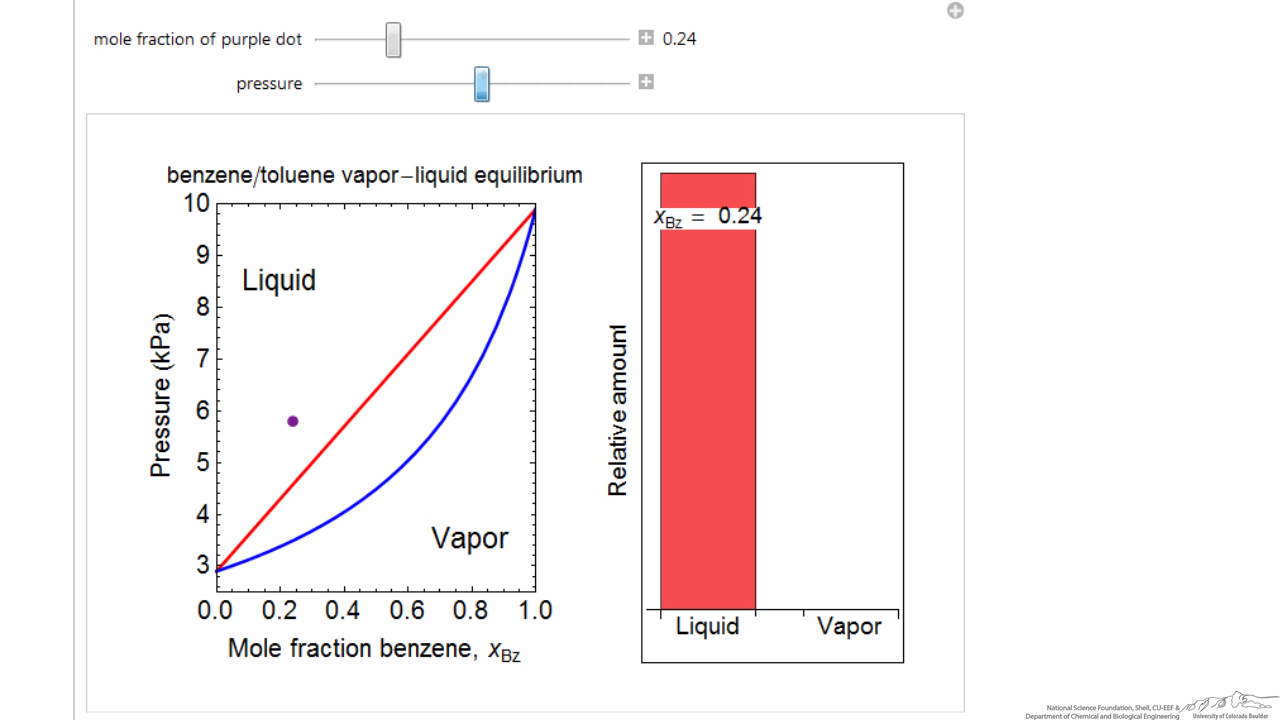 mole fraction of purple dot 0.24
pressure
benzene/toluene vapor−liquid equilibrium
10
9
8
7
6
5
4
3
Pressure (kPa)
Liquid
Vapor
0.0 0.2 0.4 0.6 0.8 1.0
Mole fraction benzene, xBz
xBz = 0.24
Relative amount
Liquid Vapor
National Science Foundation, Shell, CU-EEF &
Department of Chemical and Biological Engineering
University of Colorado Boulder